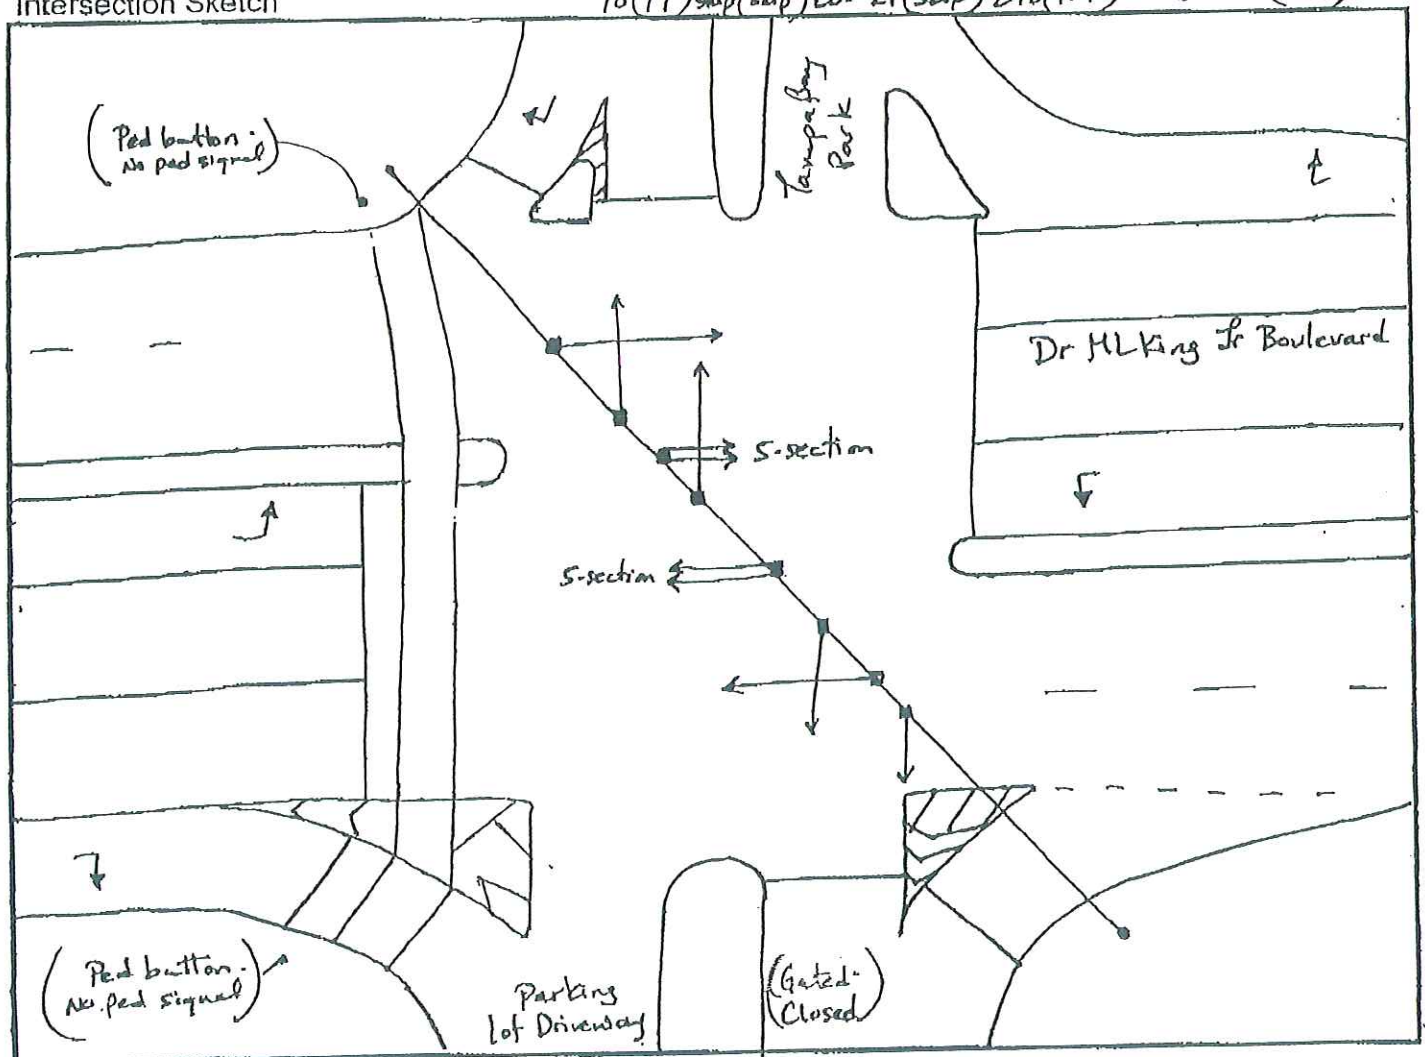 Intersection Sketch
(Ped button.
No ped signal)
Tampa Bay
Park
Dr MLKing Jr Boulevard
5-section
5-section
(Ped button.
No. ped signal)
Parking
lot Driveway
(Gated-
Closed)